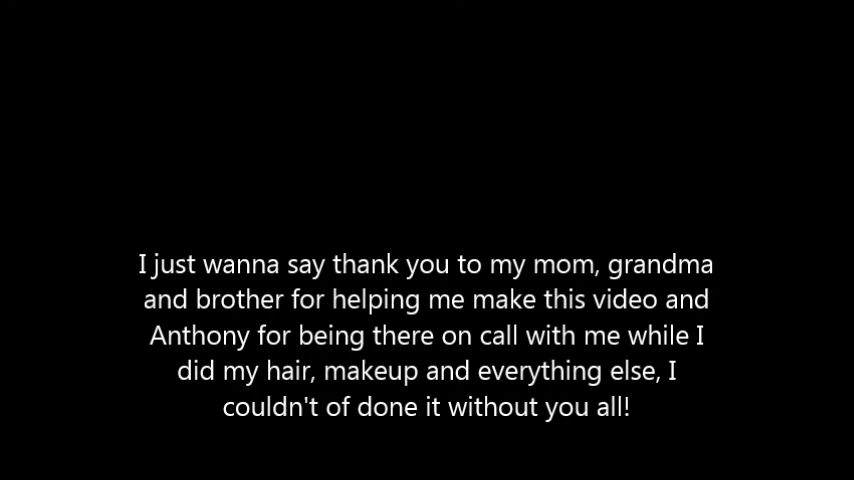 I just wanna say thank you to my mom, grandma
and brother for helping me make this video and
Anthony for being there on call with me while I
did my hair, makeup and everything else, I
couldn't of done it without you all!